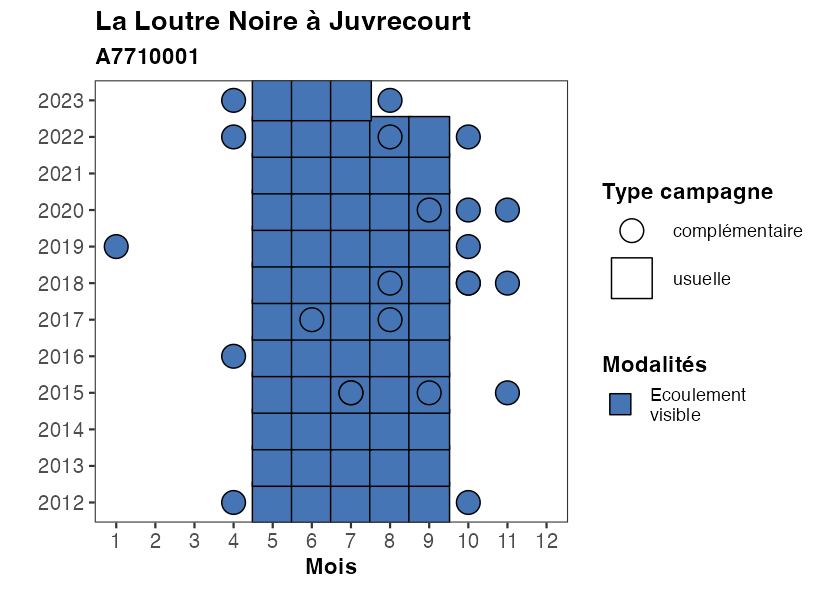 La Loutre Noire à Juvrecourt
A7710001
2023
2022
2021
2020
2019
2018
2017
2016
2015
2014
2013
2012
1 2 3 4 5 6 7 8 9 10 11 12
Mois
Type campagne
complémentaire
usuelle
Modalités
Ecoulement
visible